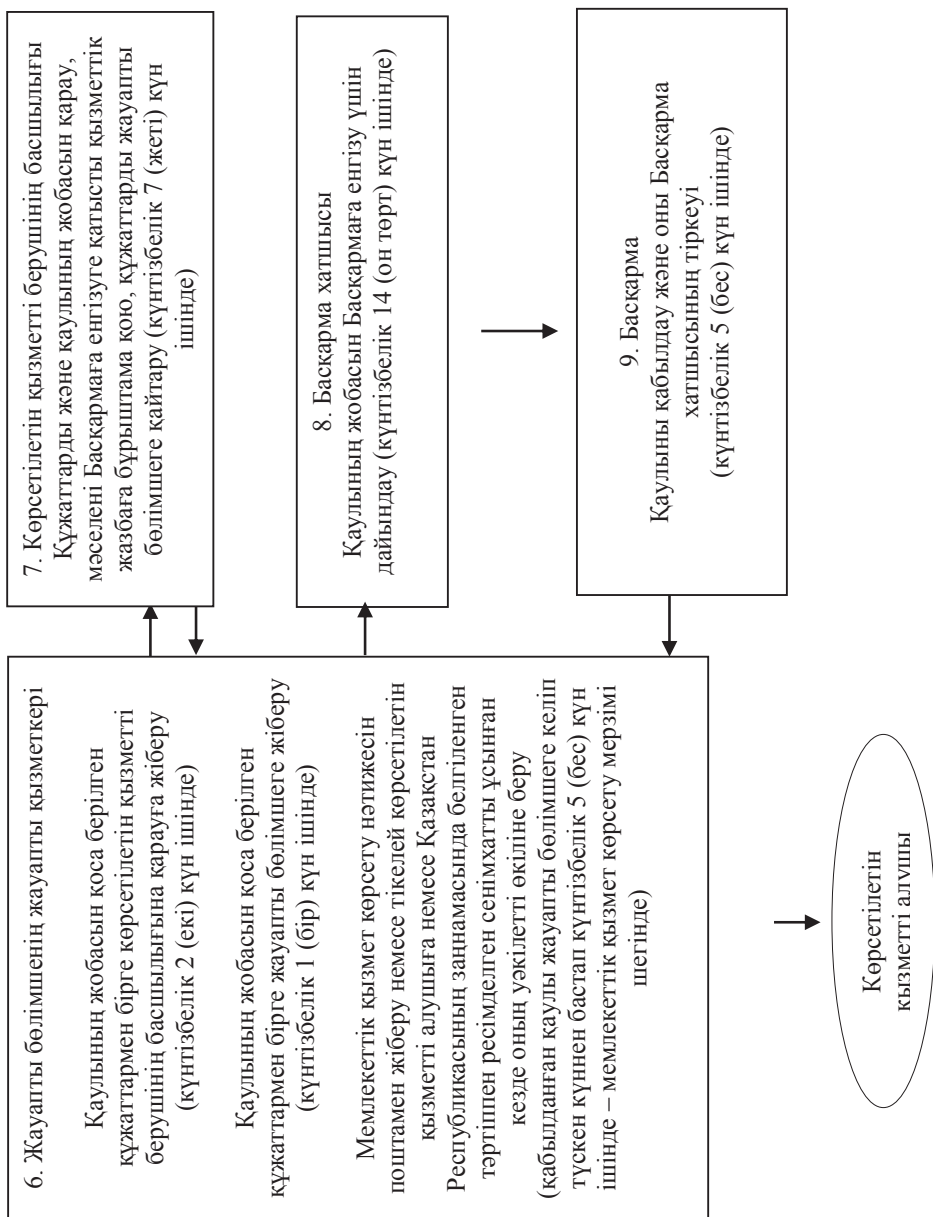 6. Жауапты бөлімшенің жауапты қызметкері
Қаулының жобасын қоса берілген
құжаттармен бірге көрсетілетін қызметті
берушінің басшылығына қарауға жіберу
(күнтізбелік 2 (екі) күн ішінде)
Қаулының жобасын қоса берілген
құжаттармен бірге жауапты бөлімшеге жіберу
(күнтізбелік 1 (бір) күн ішінде)
Мемлекеттік қызмет көрсету нәтижесін
поштамен жіберу немесе тікелей көрсетілетін
қызметті алушыға немесе Қазақстан
Республикасының заңнамасында белгіленген
тәртіппен ресімделген сенімхатты ұсынған
кезде оның уәкілетті өкіліне беру
(қабылданған қаулы жауапты бөлімшеге келіп
түскен күннен бастап күнтізбелік 5 (бес) күн
ішінде – мемлекеттік қызмет көрсету мерзімі
шегінде)
7. Көрсетілетін қызметті берушінің басшылығы
Құжаттарды және қаулының жобасын қарау,
мәселені Басқармаға енгізуге қатысты қызметтік
жазбаға бұрыштама қою, құжаттарды жауапты
бөлімшеге қайтару (күнтізбелік 7 (жеті) күн
ішінде)
8. Басқарма хатшысы
Қаулының жобасын Басқармаға енгізу үшін
дайындау (күнтізбелік 14 (он төрт) күн ішінде)
9. Басқарма
Қаулыны қабылдау және оны Басқарма
хатшысының тіркеуі
(күнтізбелік 5 (бес) күн ішінде)
Көрсетілетін
қызметті алушы